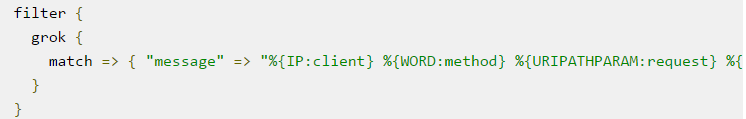 filter {
  grok {
    match => { "message" => "%{IP:client} %{WORD:method} %{URIPATHPARAM:request} %{
  }
}